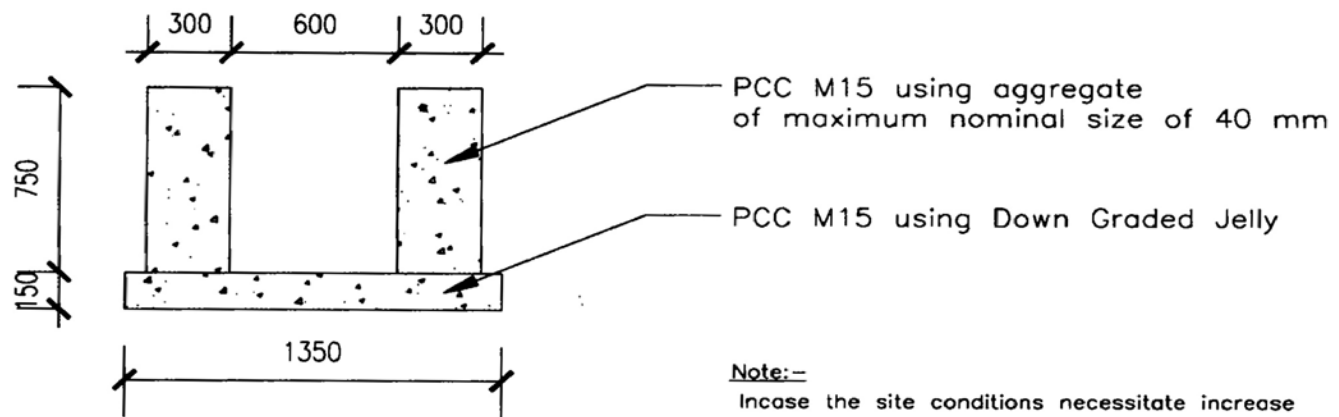 300
600
300
PCC M15 using aggregate
of maximum nominal size of 40 mm
750
PCC M15 using Down Graded Jelly
150
1350
Note:-
Incase the site conditions necessitate increase